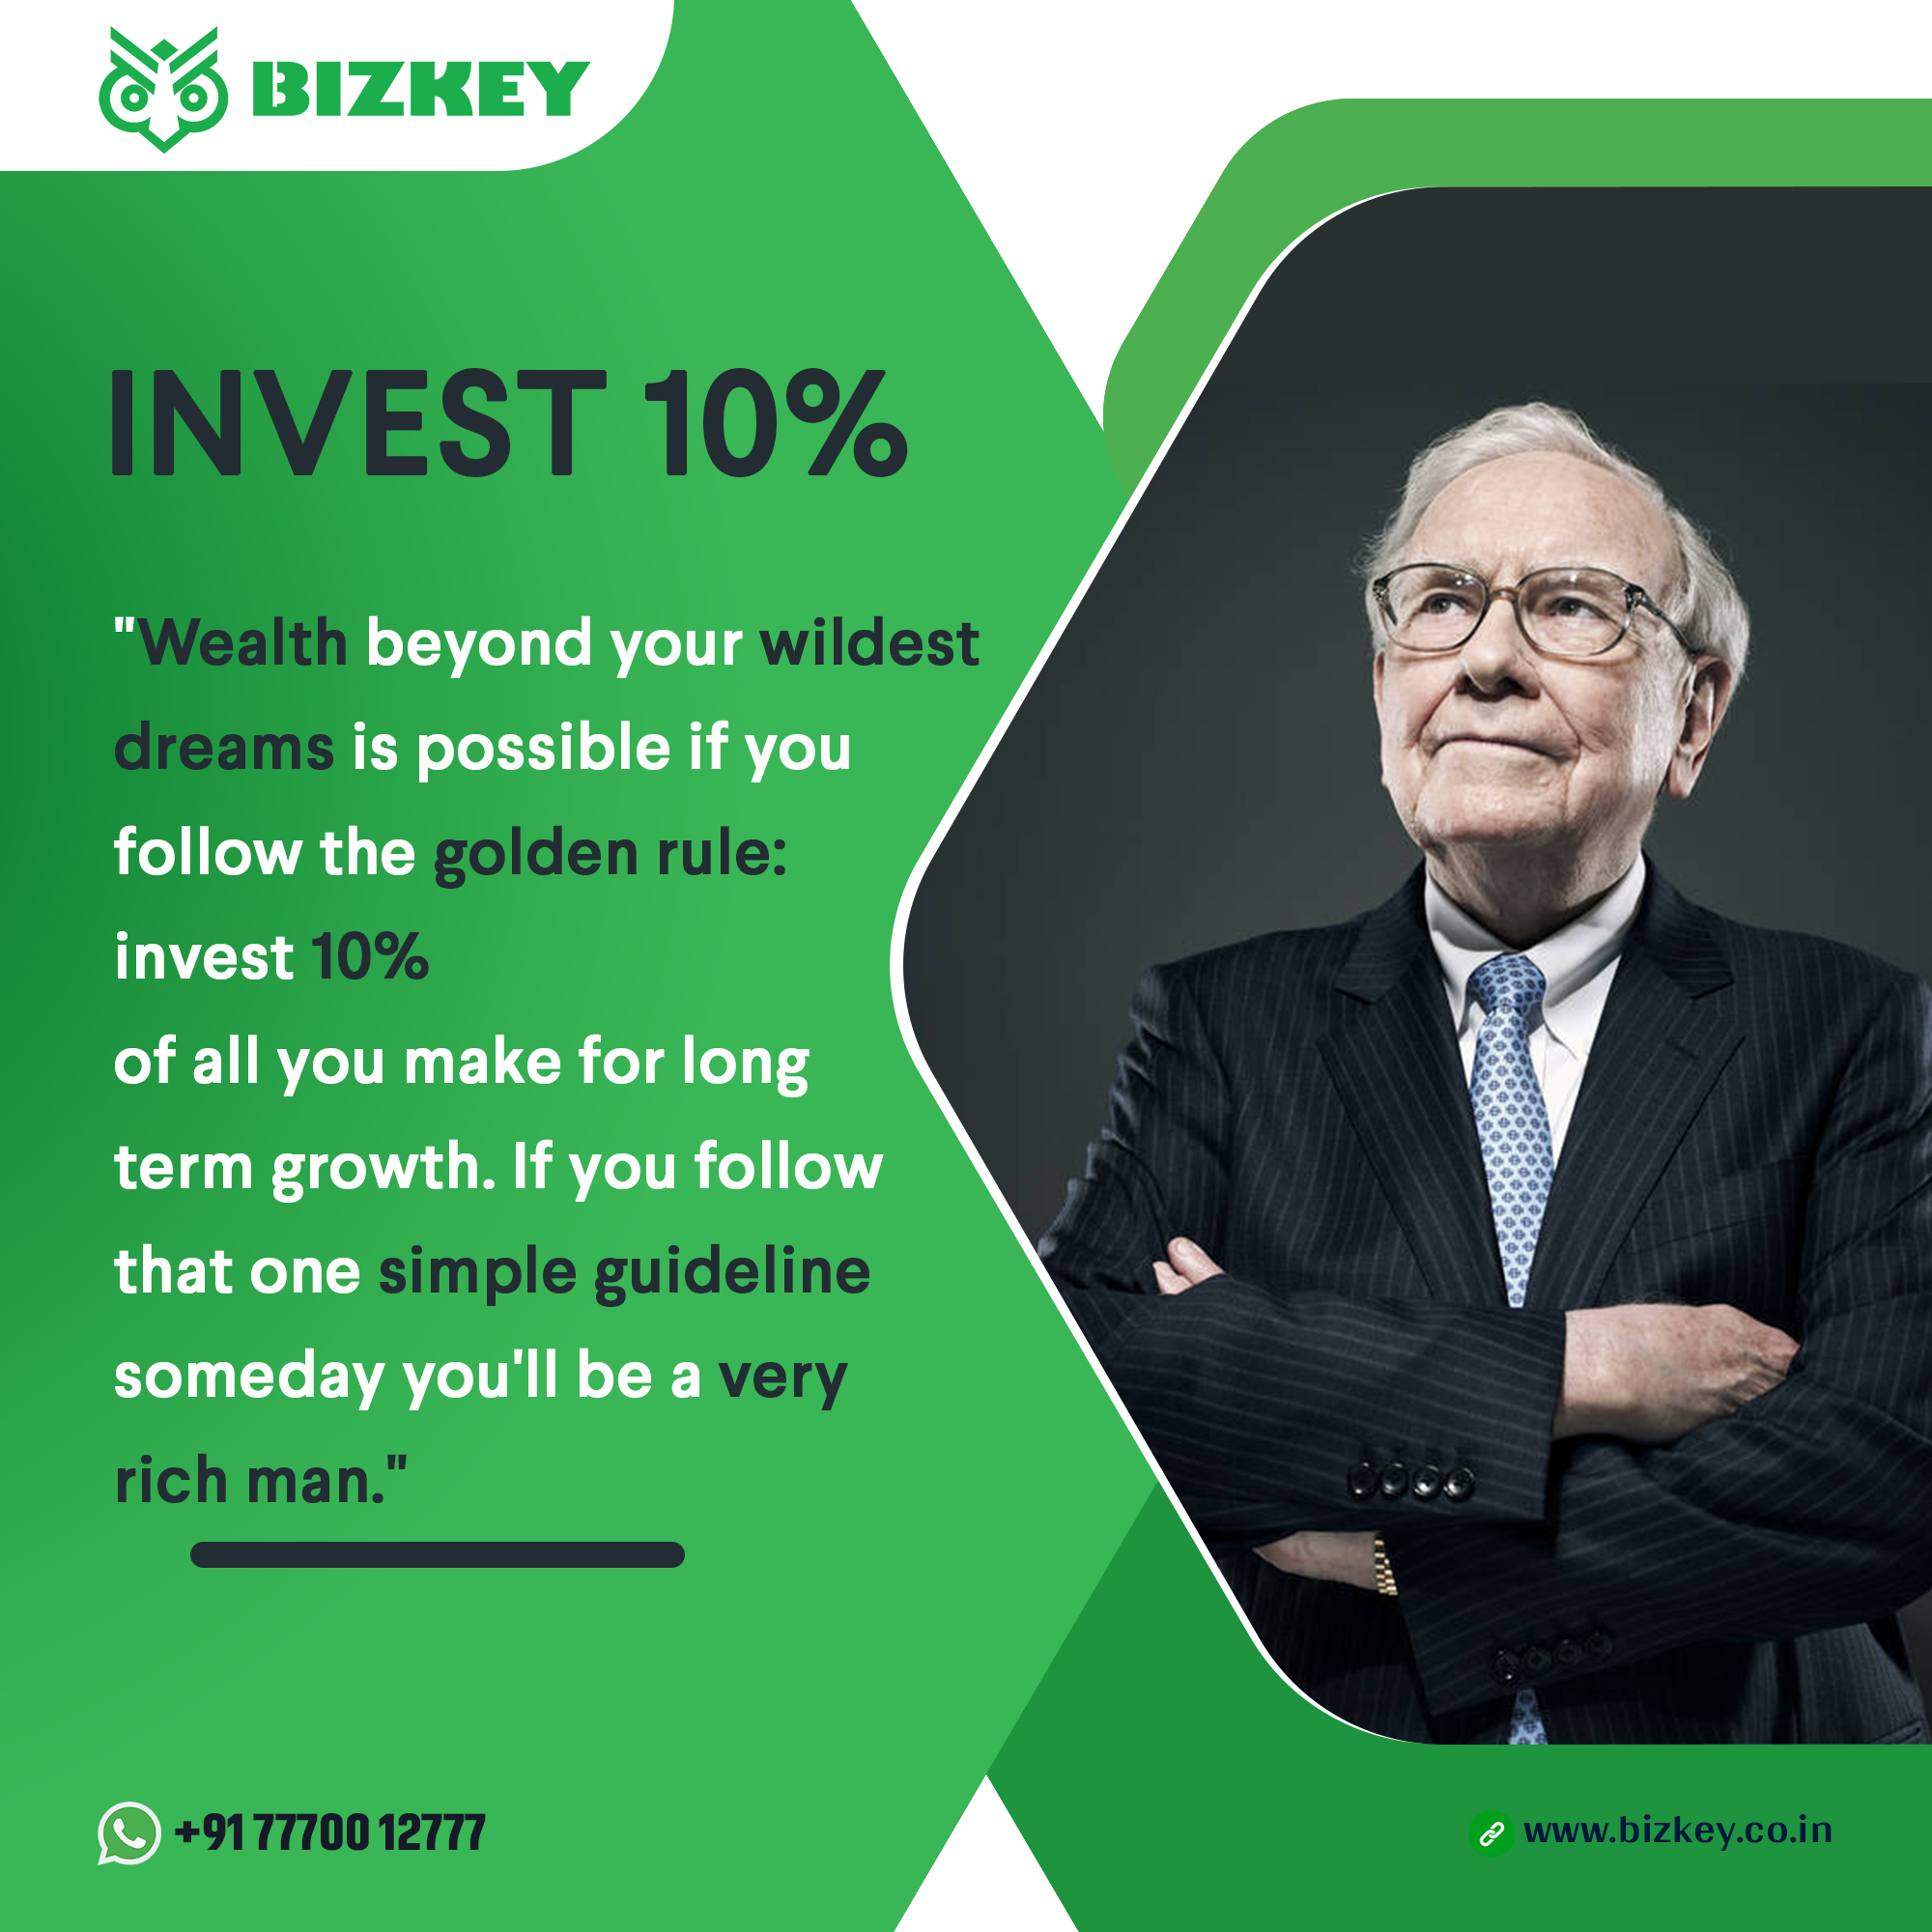 BIZKEY
INVEST 10%
"Wealth beyond your wildest
dreams is possible if you
follow the golden rule:
invest 10%
of all you make for long
term growth. If you follow
that one simple guideline
someday you'll be a very
rich man."
+91 77700 12777
www.bizkey.co.in